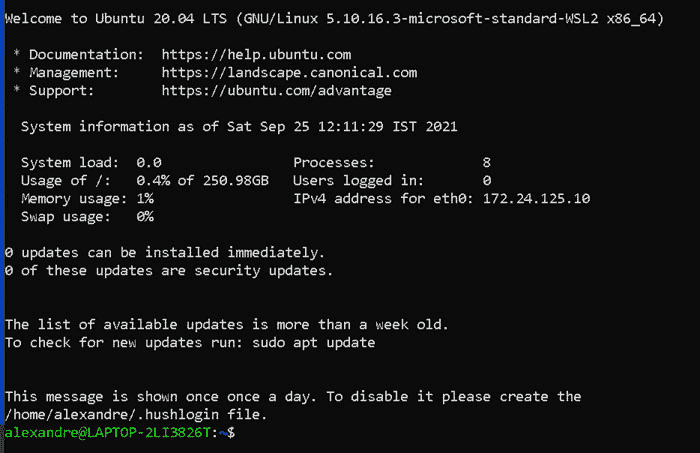 Welcome to Ubuntu 20.04 LTS (GNU/Linux 5.10.16.3-microsoft-standard-WSL2 x86_64)
* Documentation:  https://help.ubuntu.com
* Management:     https://landscape.canonical.com
* Support:        https://ubuntu.com/advantage
System information as of Sat Sep 25 12:11:29 IST 2021
System load:  0.0                Processes:              8
Usage of /:   0.4% of 250.98GB   Users logged in:        0
Memory usage: 1%                 IPv4 address for eth0: 172.24.125.10
Swap usage:   0%
0 updates can be installed immediately.
0 of these updates are security updates.
The list of available updates is more than a week old.
To check for new updates run: sudo apt update
This message is shown once once a day. To disable it please create the
/home/alexandre/.hushlogin file.
alexandre@LAPTOP-2LI3826T:~$